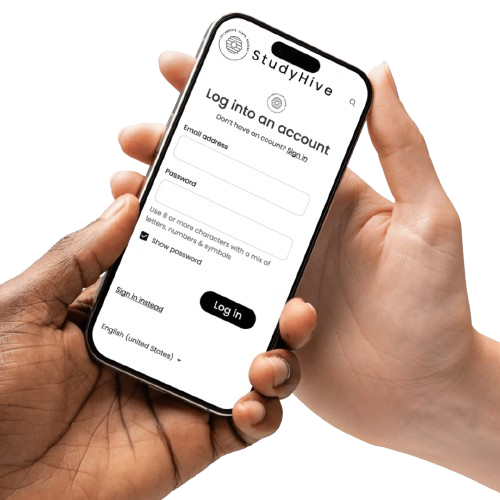 StudyHive
Log into an account
Don't have an ccount? Sign in
Email address
Password
Use 8 or more characters with a mix of
letters, numbers & symbols
Show password
Sign in instead
Log in
English (united States)